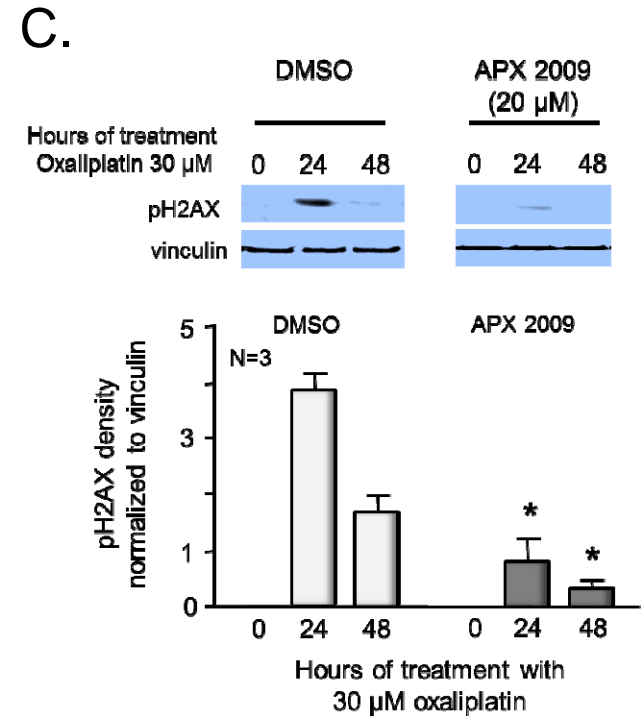 C.
DMSO APX 2009
(20 µM)
Hours of treatment
Oxaliplatin 30 µM 0 24 48 0 24 48
pH2AX
vinculin
DMSO APX 2009
N=3
pH2AX density
normalized to vinculin
5
3
1
0
* *
0 24 48 0 24 48
Hours of treatment with
30 µM oxaliplatin